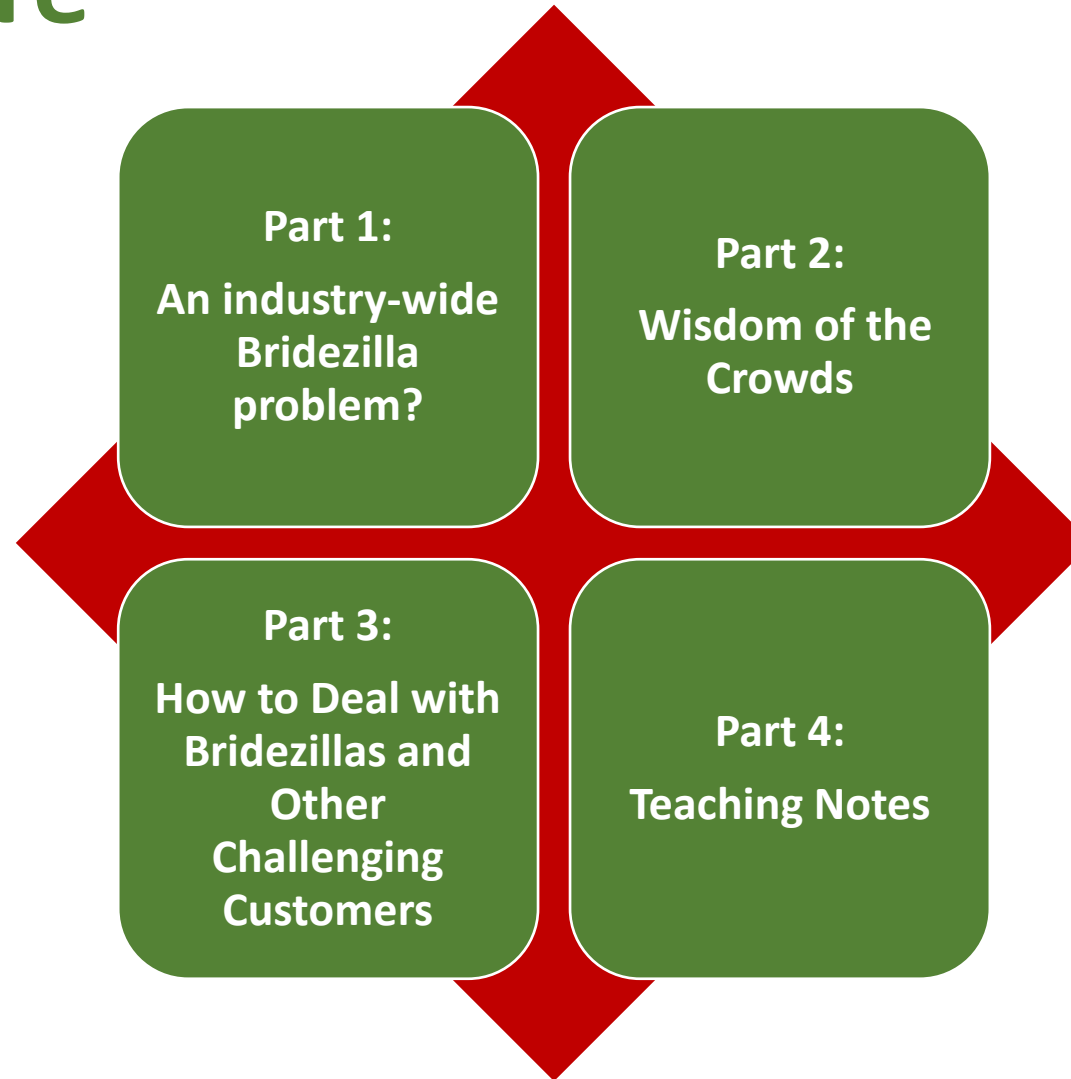 Part 1:
An industry-wide
Bridezilla
problem?
Part 2:
Wisdom of the
Crowds
Part 3:
How to Deal with
Bridezillas and
Other
Challenging
Customers
Part 4:
Teaching Notes